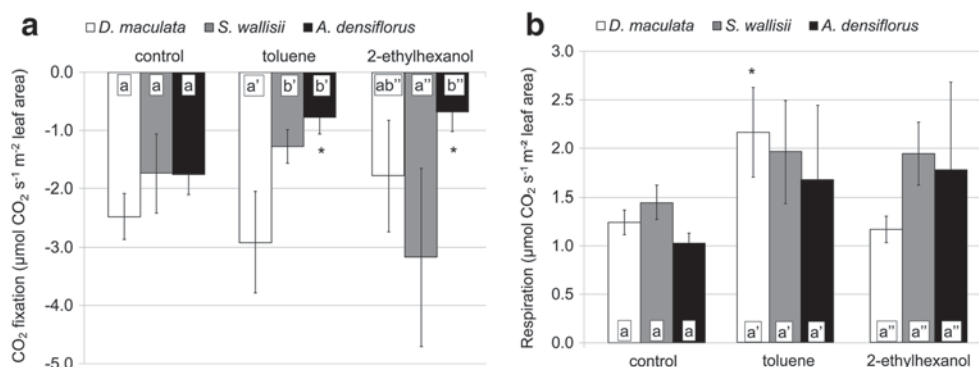 a
D. maculata S. wallisii A. densiflorus
control toluene 2-ethylhexanol
0.0
-1.0
-2.0
-3.0
-4.0
-5.0
CO₂ fixation (µmol CO₂ s⁻¹ m⁻² leaf area)
a a a a' b' b' ab'' a'' b''
* *
b
D. maculata S. wallisii A. densiflorus
3.0
2.5
2.0
1.5
1.0
0.5
0.0
Respiration (µmol CO₂ s⁻¹ m⁻² leaf area)
*
a a a a' a' a' a'' a'' a''
control toluene 2-ethylhexanol